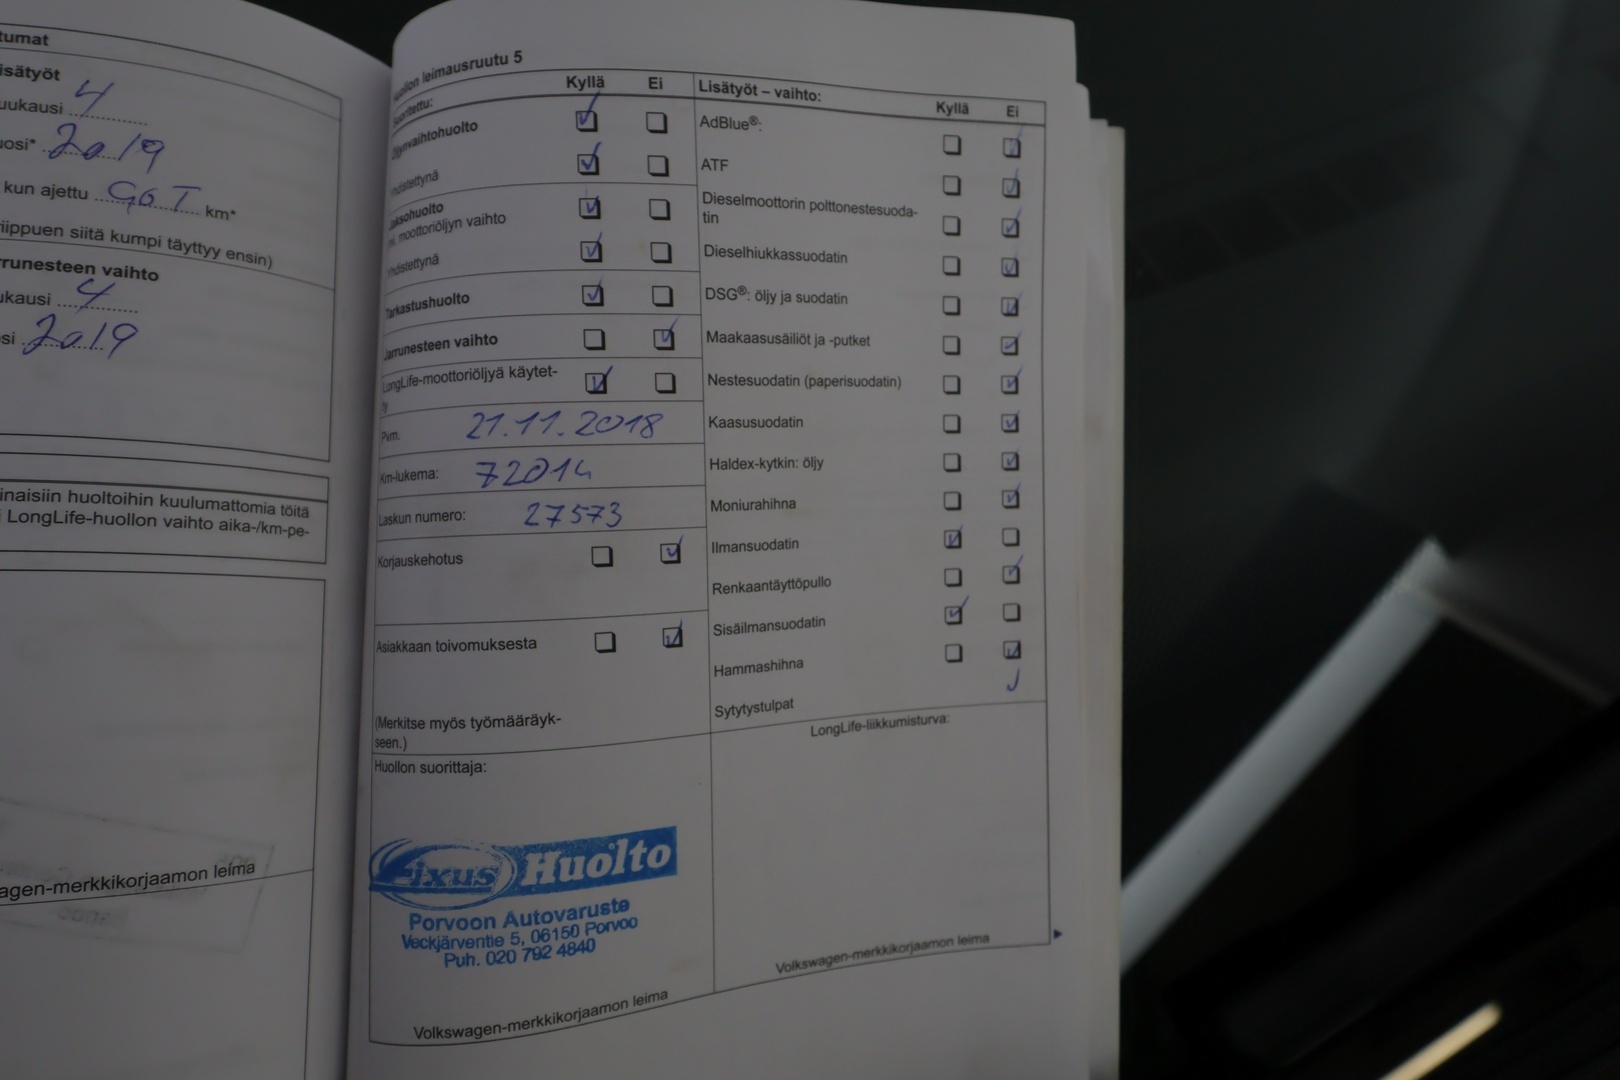 tumat
isätyöt
uukausi 4
uosi* 2019
kun ajettu 96 T km*
riippuen siitä kumpi täyttyy ensin)
rrunesteen vaihto
ukausi 4
osi 2019
inaisiin huoltoihin kuulumattomia töitä
i LongLife-huollon vaihto aika-/km-pe-
wagen-merkkikorjaamon leima
Huollon leimausruutu 5
Suoritettu: Kyllä Ei
Öljynvaihtohuolto
Yhdistettynä
Jaksohuolto
ml. moottoriöljyn vaihto
Yhdistettynä
Tarkastushuolto
Jarrunesteen vaihto
LongLife-moottoriöljyä käytet-
ty
Pvm. 21.11.2018
Km-lukema: 72014
Laskun numero: 27573
Korjauskehotus
Asiakkaan toivomuksesta
(Merkitse myös työmääräyk-
seen.)
Huollon suorittaja:
Fixus Huolto
Porvoon Autovaruste
Veckjärventie 5, 06150 Porvoo
Puh. 020 792 4840
Volkswagen-merkkikorjaamon leima
Lisätyöt – vaihto: Kyllä Ei
AdBlue®:
ATF
Dieselmoottorin polttonestesuoda-
tin
Dieselhiukkassuodatin
DSG®: öljy ja suodatin
Maakaasusäiliöt ja -putket
Nestesuodatin (paperisuodatin)
Kaasusuodatin
Haldex-kytkin: öljy
Moniurahihna
Ilmansuodatin
Renkaantäyttöpullo
Sisäilmansuodatin
Hammashihna
Sytytystulpat
LongLife-liikkumisturva:
Volkswagen-merkkikorjaamon leima